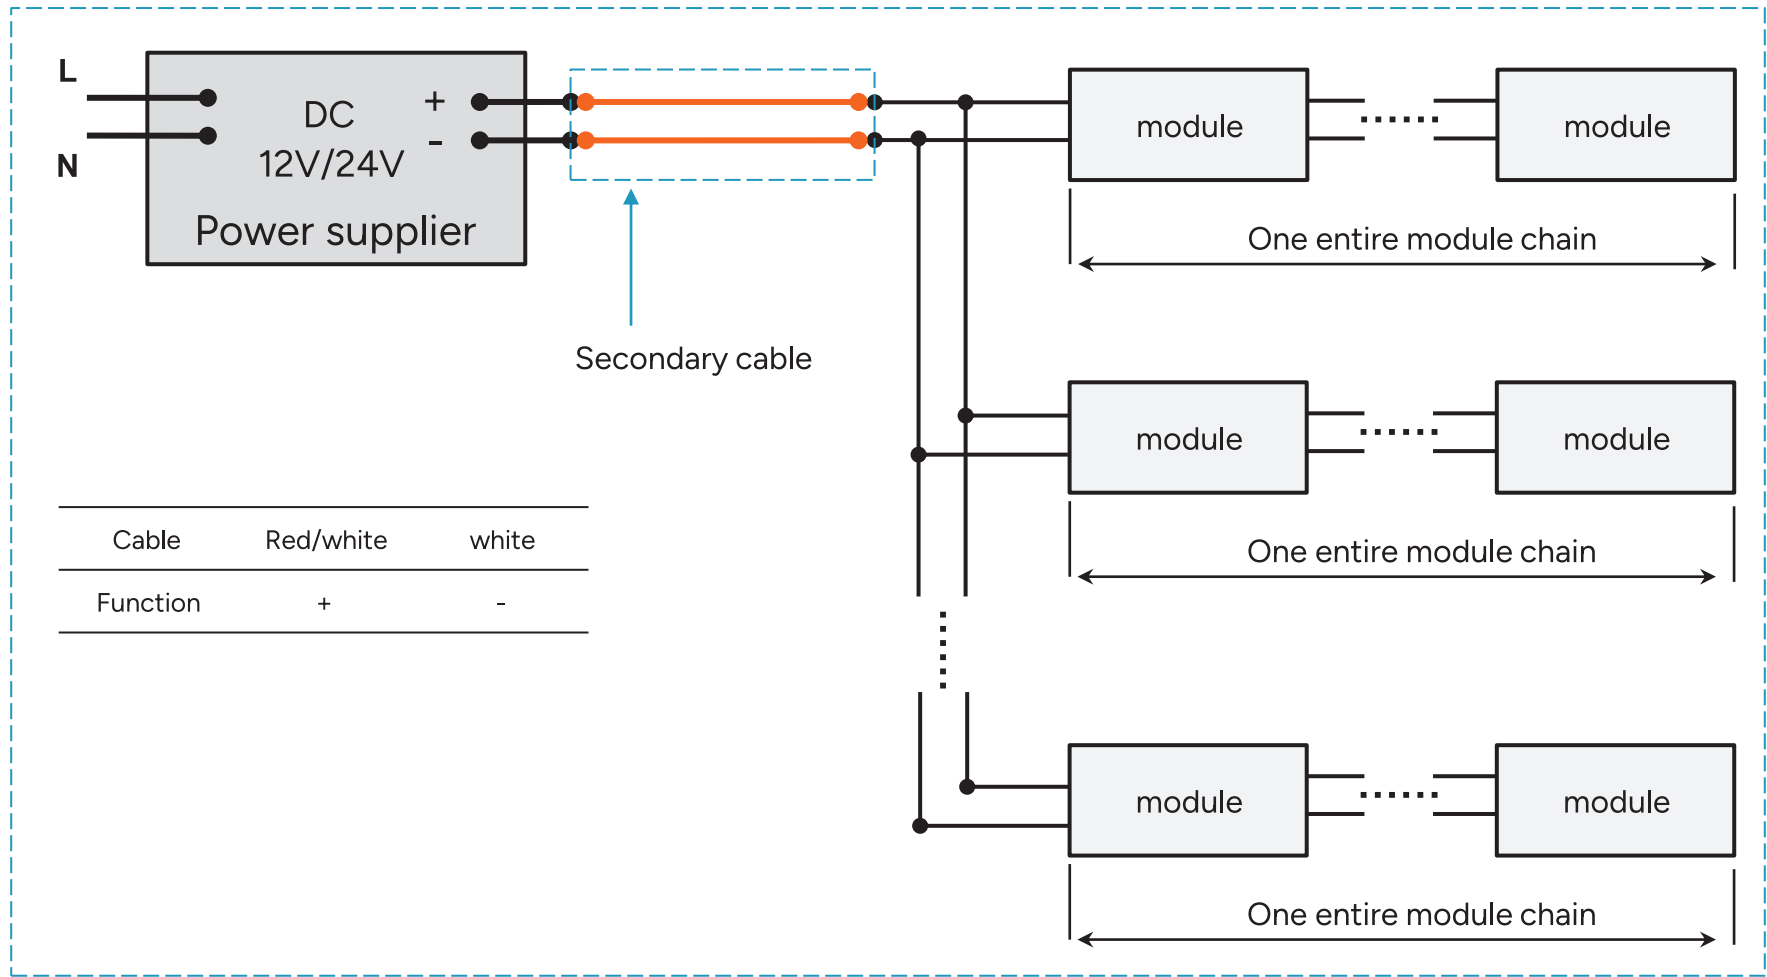 L
N
DC
12V/24V
+
-
Power supplier
Secondary cable
module
module
One entire module chain
module
module
One entire module chain
Cable Red/white white
Function + -
module
module
One entire module chain